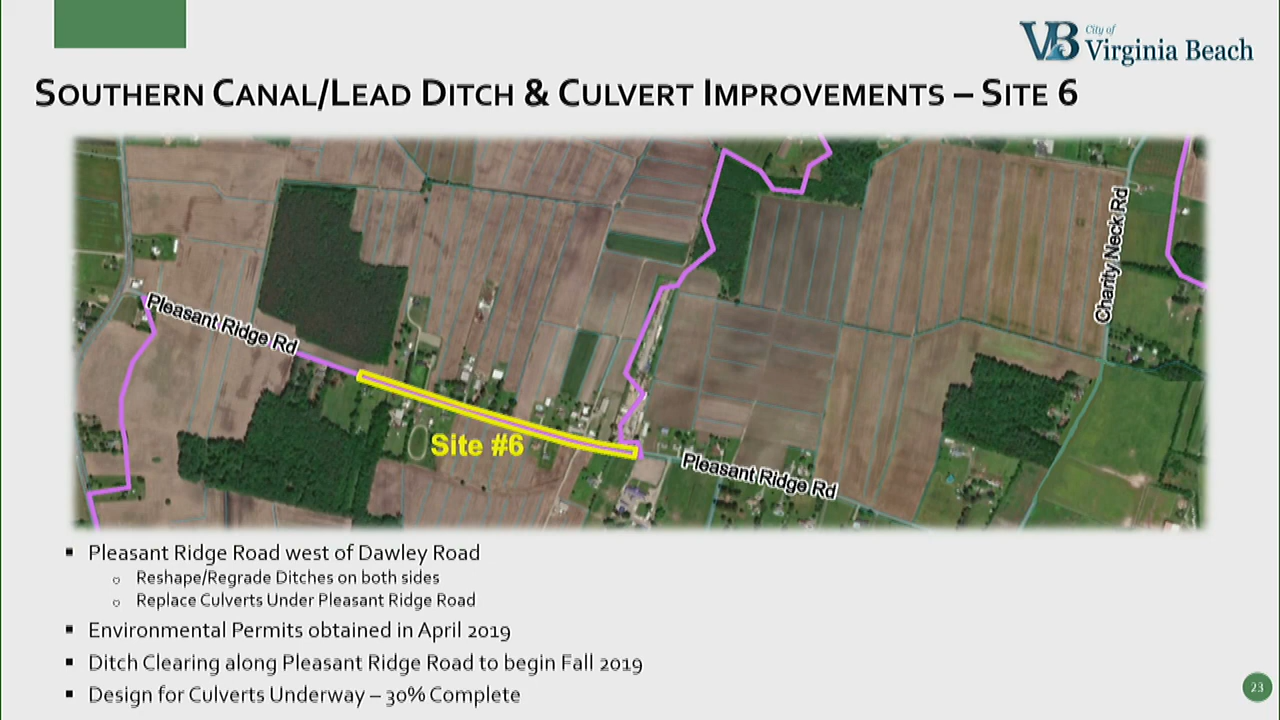 City of
VB Virginia Beach
SOUTHERN CANAL/LEAD DITCH & CULVERT IMPROVEMENTS – SITE 6
Charity Neck Rd
Pleasant Ridge Rd
Site #6
Pleasant Ridge Rd
▪ Pleasant Ridge Road west of Dawley Road
o Reshape/Regrade Ditches on both sides
o Replace Culverts Under Pleasant Ridge Road
▪ Environmental Permits obtained in April 2019
▪ Ditch Clearing along Pleasant Ridge Road to begin Fall 2019
▪ Design for Culverts Underway – 30% Complete
23